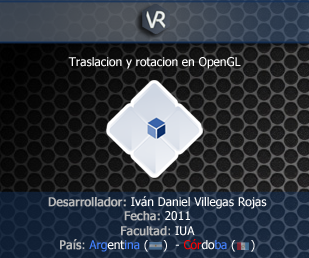 VR
Traslacion y rotacion en OpenGL
Desarrollador: Iván Daniel Villegas Rojas
Fecha: 2011
Facultad: IUA
País: Argentina ( ) - Córdoba ( )